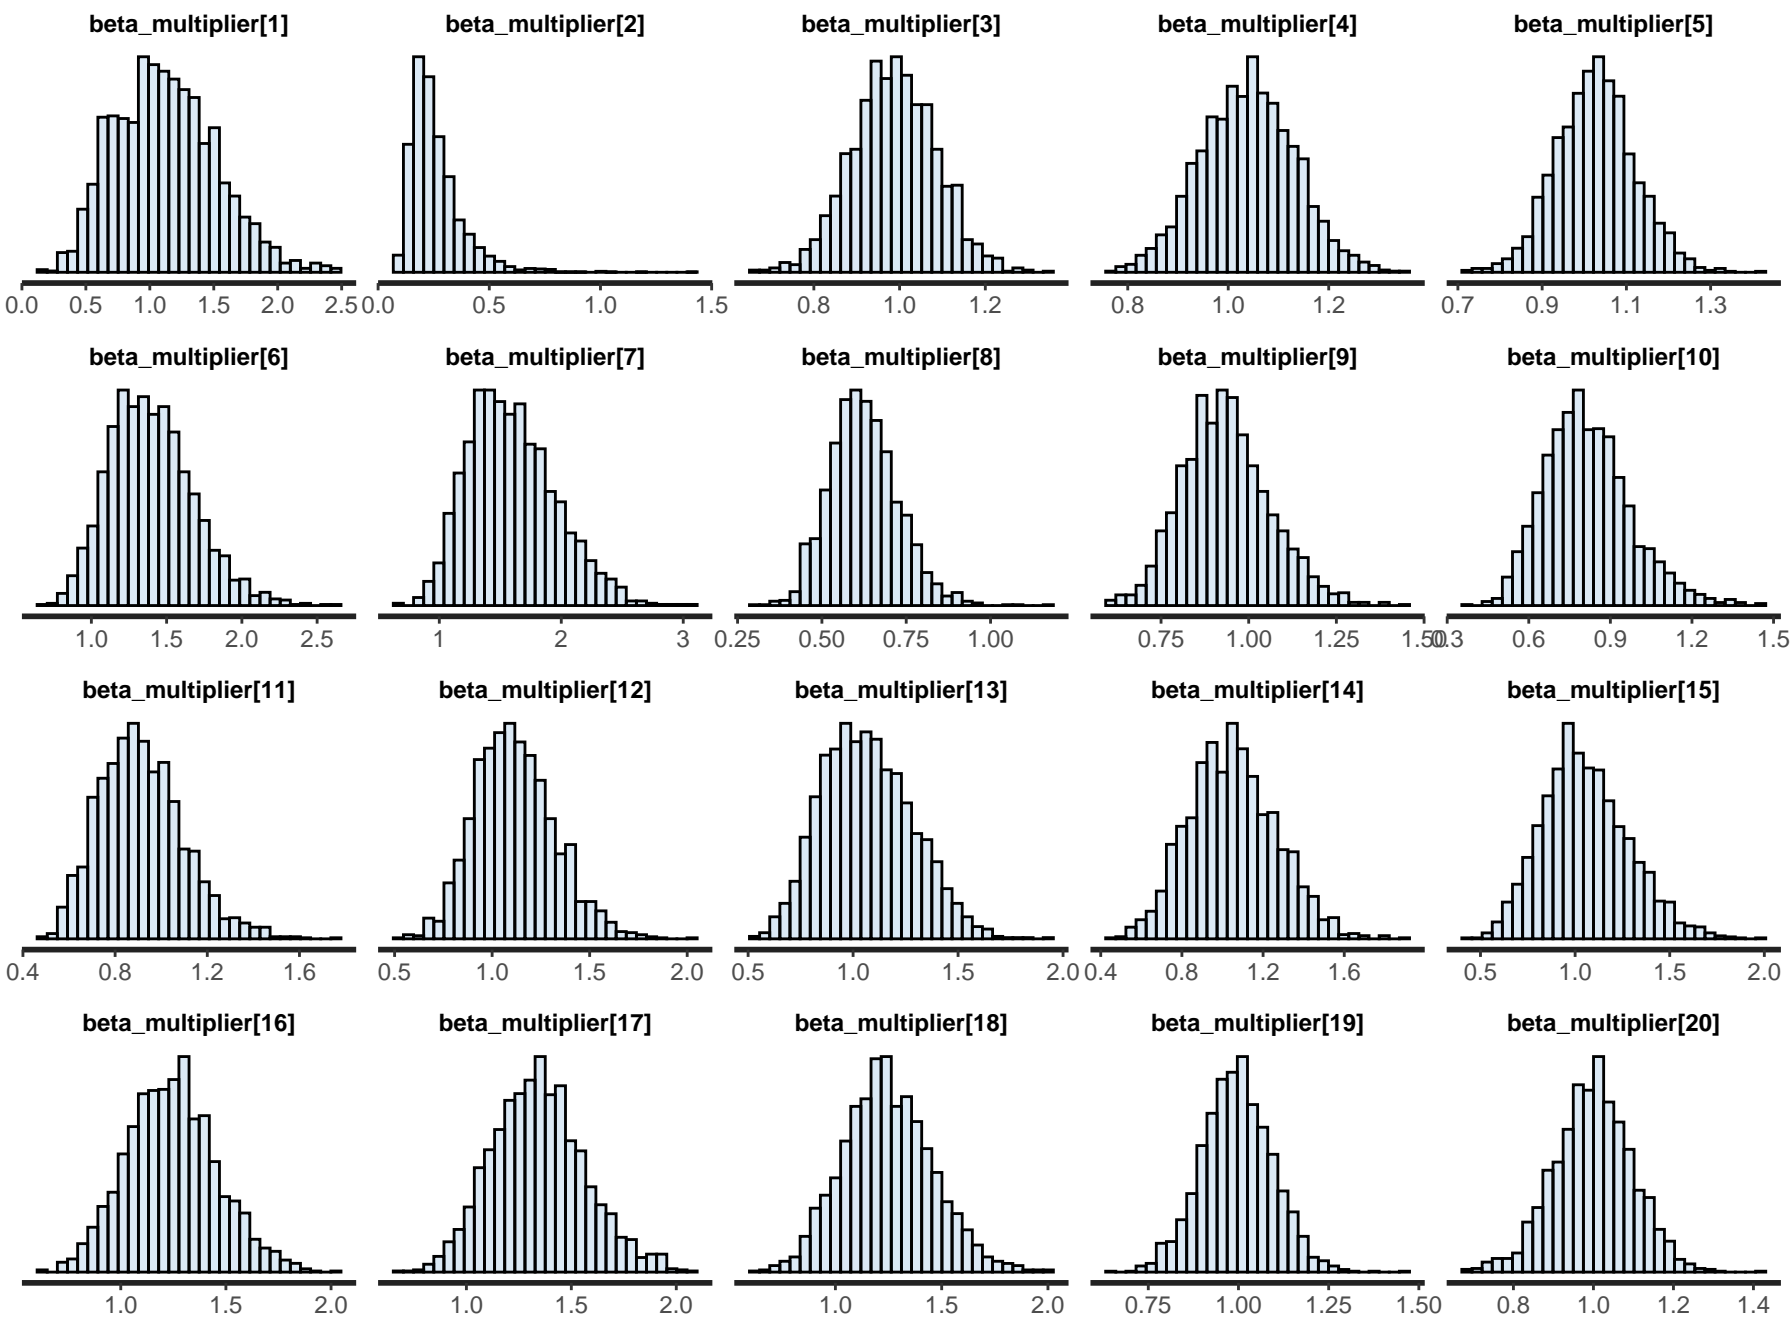 beta_multiplier[1] beta_multiplier[2] beta_multiplier[3] beta_multiplier[4] beta_multiplier[5]
0.0 0.5 1.0 1.5 2.0 2.5 0.0 0.5 1.0 1.5 0.8 1.0 1.2 0.8 1.0 1.2 0.7 0.9 1.1 1.3
beta_multiplier[6] beta_multiplier[7] beta_multiplier[8] beta_multiplier[9] beta_multiplier[10]
1.0 1.5 2.0 2.5 1 2 3 0.25 0.50 0.75 1.00 0.75 1.00 1.25 1.50 0.3 0.6 0.9 1.2 1.5
beta_multiplier[11] beta_multiplier[12] beta_multiplier[13] beta_multiplier[14] beta_multiplier[15]
0.4 0.8 1.2 1.6 0.5 1.0 1.5 2.0 0.5 1.0 1.5 2.0 0.4 0.8 1.2 1.6 0.5 1.0 1.5 2.0
beta_multiplier[16] beta_multiplier[17] beta_multiplier[18] beta_multiplier[19] beta_multiplier[20]
1.0 1.5 2.0 1.0 1.5 2.0 1.0 1.5 2.0 0.75 1.00 1.25 1.50 0.8 1.0 1.2 1.4